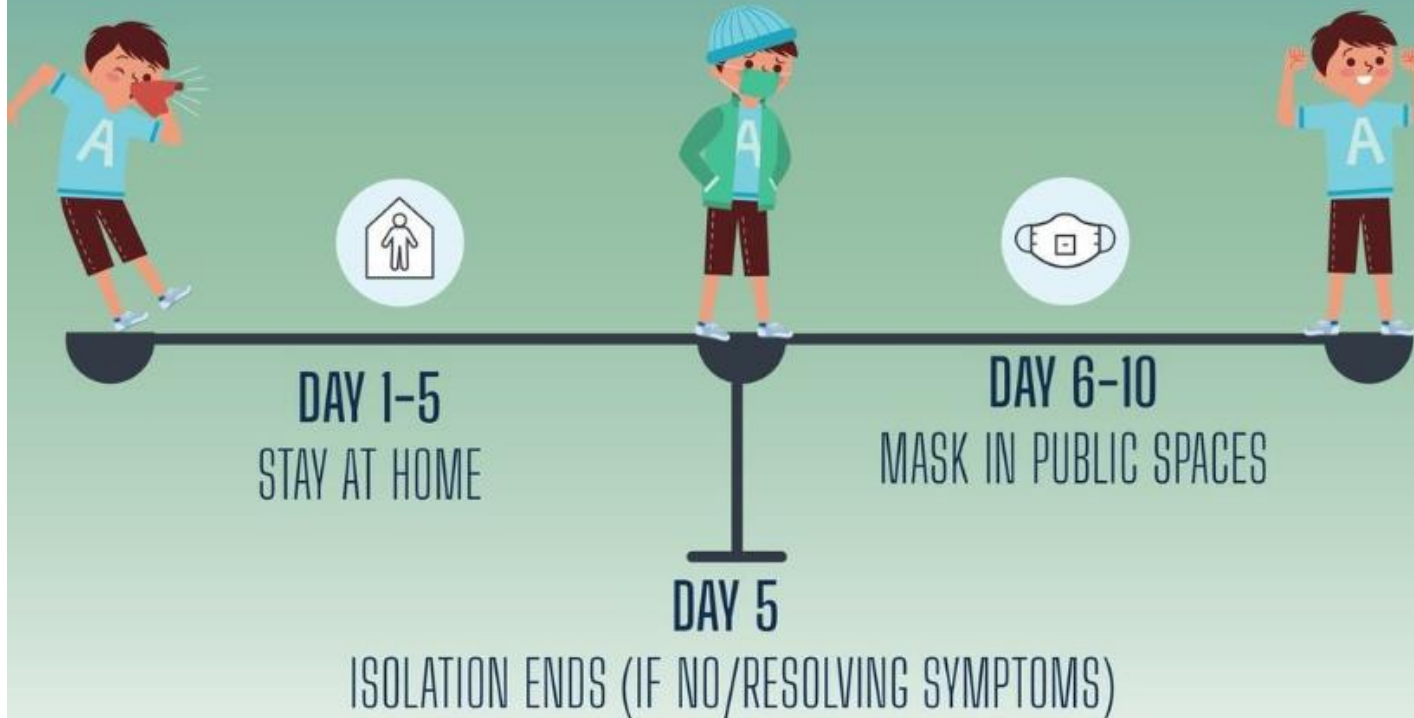 A
A
A
DAY 1-5
STAY AT HOME
DAY 6-10
MASK IN PUBLIC SPACES
DAY 5
ISOLATION ENDS (IF NO/RESOLVING SYMPTOMS)